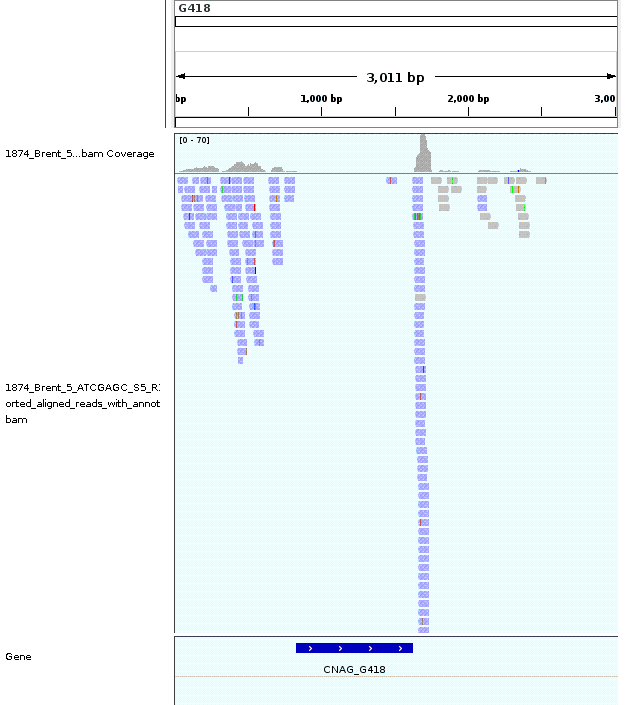 G418
3,011 bp
bp 1,000 bp 2,000 bp 3,00
[0 - 70]
1874_Brent_5...bam Coverage
1874_Brent_5_ATCGAGC_S5_R
orted_aligned_reads_with_annot
bam
Gene
CNAG_G418